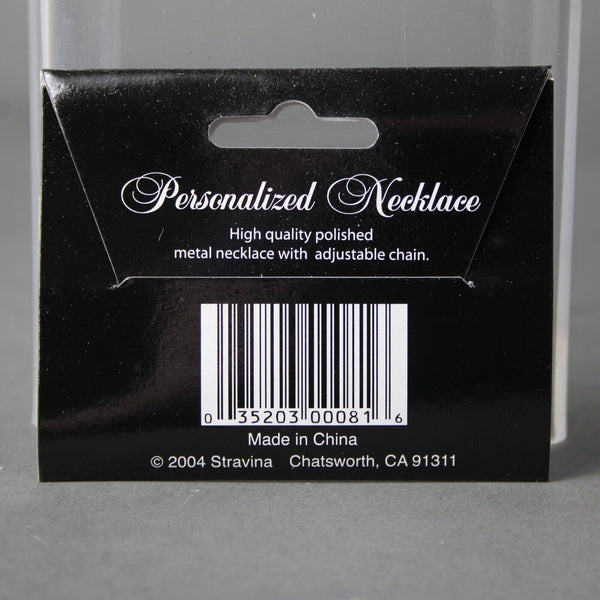 Personalized Necklace
High quality polished
metal necklace with adjustable chain.
0 35203 00081 6
Made in China
© 2004 Stravina Chatsworth, CA 91311